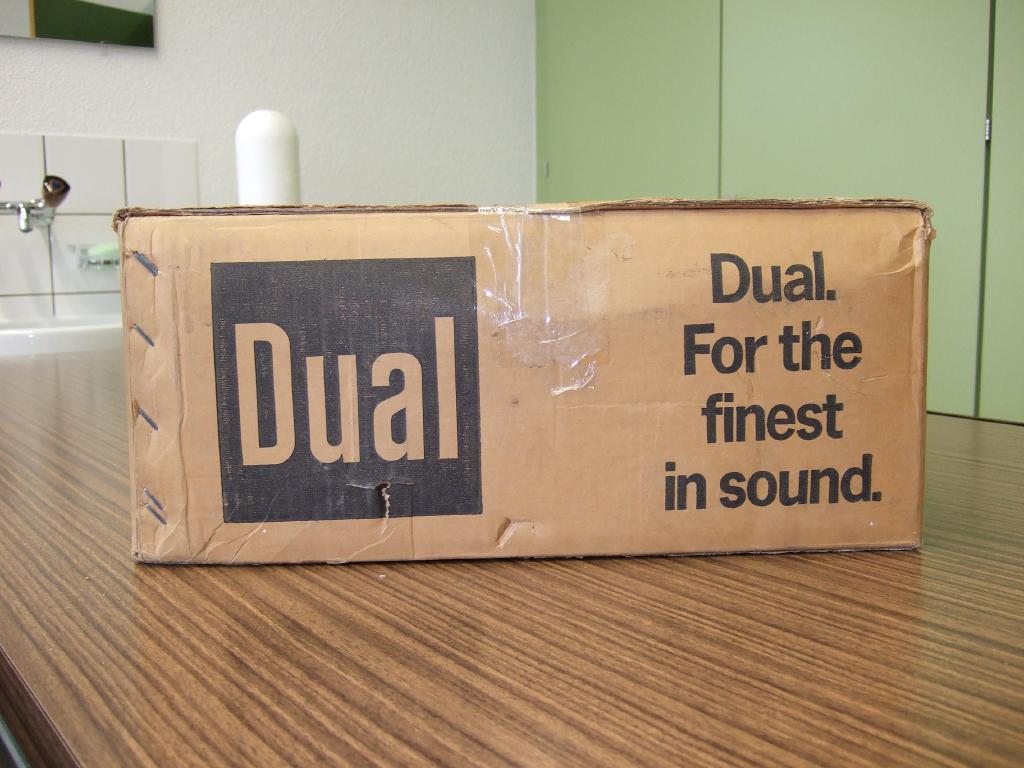 Dual
Dual.
For the
finest
in sound.